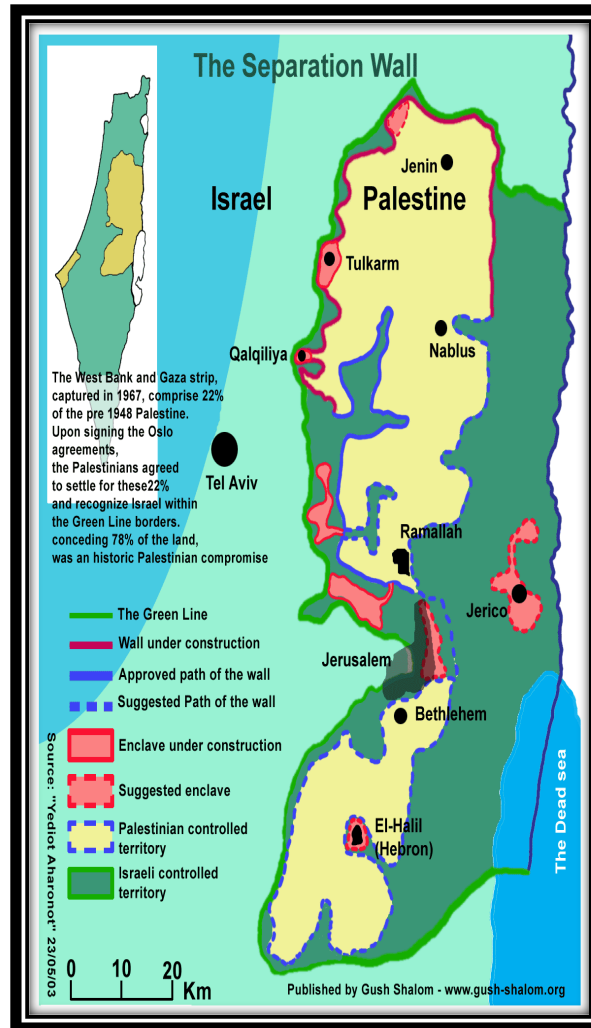 The Separation Wall
Israel
Palestine
Jenin
Tulkarm
Nablus
Qalqiliya
The West Bank and Gaza strip,
captured in 1967, comprise 22%
of the pre 1948 Palestine.
Upon signing the Oslo
agreements,
the Palestinians agreed
to settle for these22%
and recognize Israel within
the Green Line borders.
conceding 78% of the land,
was an historic Palestinian compromise
Tel Aviv
Ramallah
Jerico
Jerusalem
Bethlehem
El-Halil
(Hebron)
The Dead sea
The Green Line
Wall under construction
Approved path of the wall
Suggested Path of the wall
Enclave under construction
Suggested enclave
Palestinian controlled
territory
Israeli controlled
territory
Source: "Yediot Aharonot" 23/05/03
0 10 20
Km
Published by Gush Shalom - www.gush-shalom.org